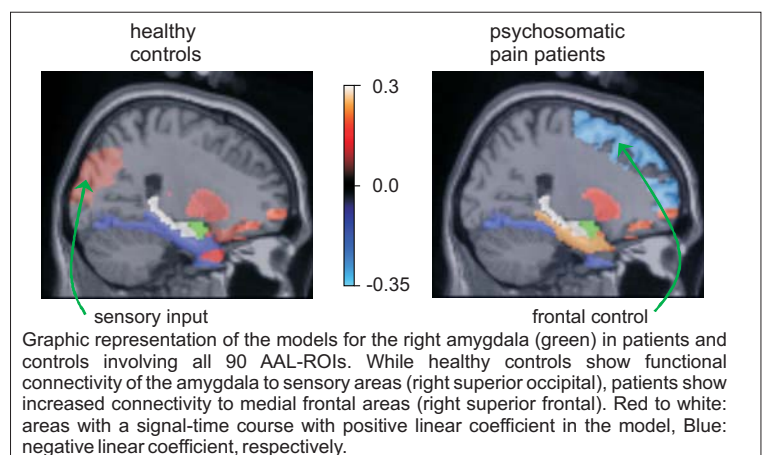 healthy
controls
psychosomatic
pain patients
0.3
0.0
-0.35
sensory input
frontal control
Graphic representation of the models for the right amygdala (green) in patients and
controls involving all 90 AAL-ROIs. While healthy controls show functional
connectivity of the amygdala to sensory areas (right superior occipital), patients show
increased connectivity to medial frontal areas (right superior frontal). Red to white:
areas with a signal-time course with positive linear coefficient in the model, Blue:
negative linear coefficient, respectively.